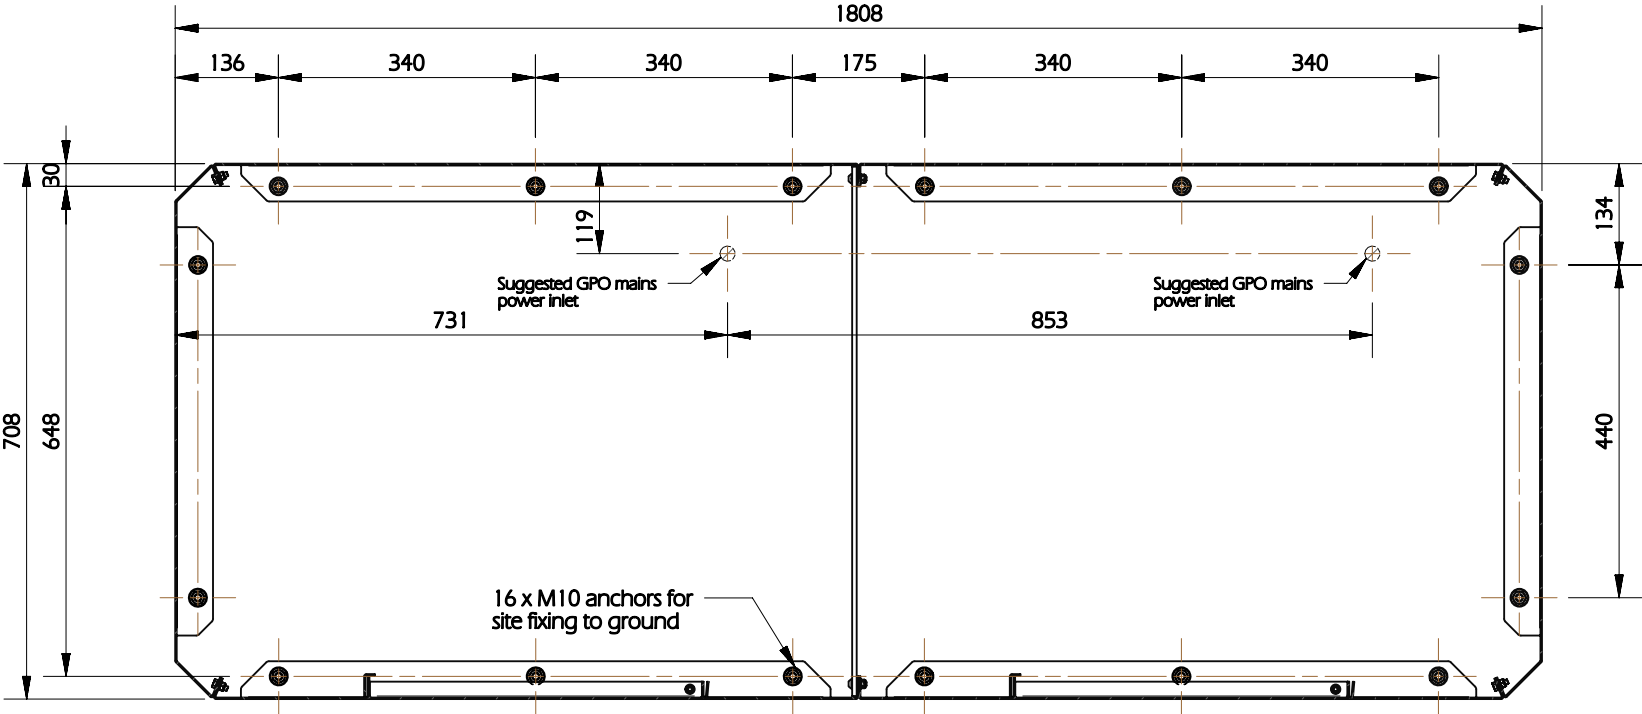 1808
136 340 340 175 340 340
30
119
134
Suggested GPO mains
power inlet
Suggested GPO mains
power inlet
731 853
708
648
440
16 x M10 anchors for
site fixing to ground